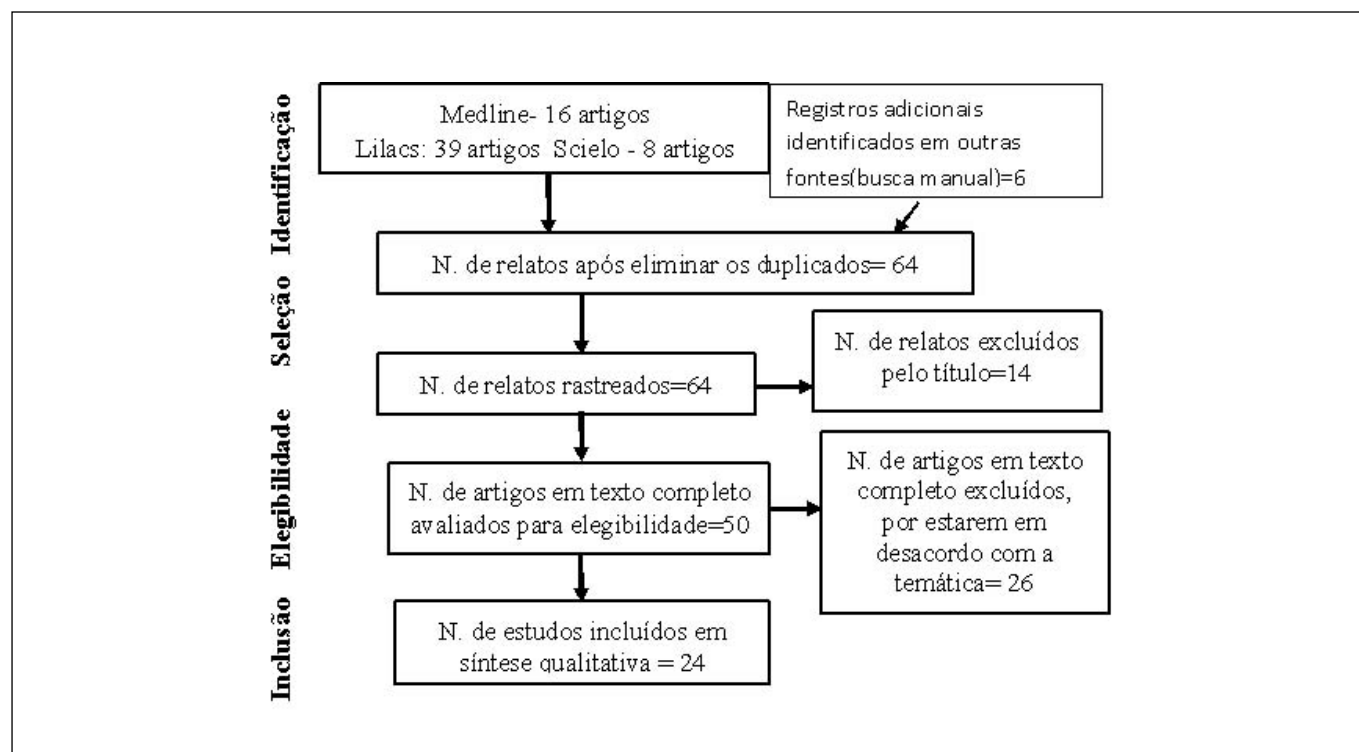 Identificação
Medline- 16 artigos
Lilacs: 39 artigos Scielo - 8 artigos
Registros adicionais
identificados em outras
fontes(busca manual)=6
N. de relatos após eliminar os duplicados= 64
Seleção
N. de relatos rastreados=64
N. de relatos excluídos
pelo título=14
Elegibilidade
N. de artigos em texto completo
avaliados para elegibilidade=50
N. de artigos em texto
completo excluídos,
por estarem em
desacordo com a
temática= 26
Inclusão
N. de estudos incluídos em
síntese qualitativa = 24